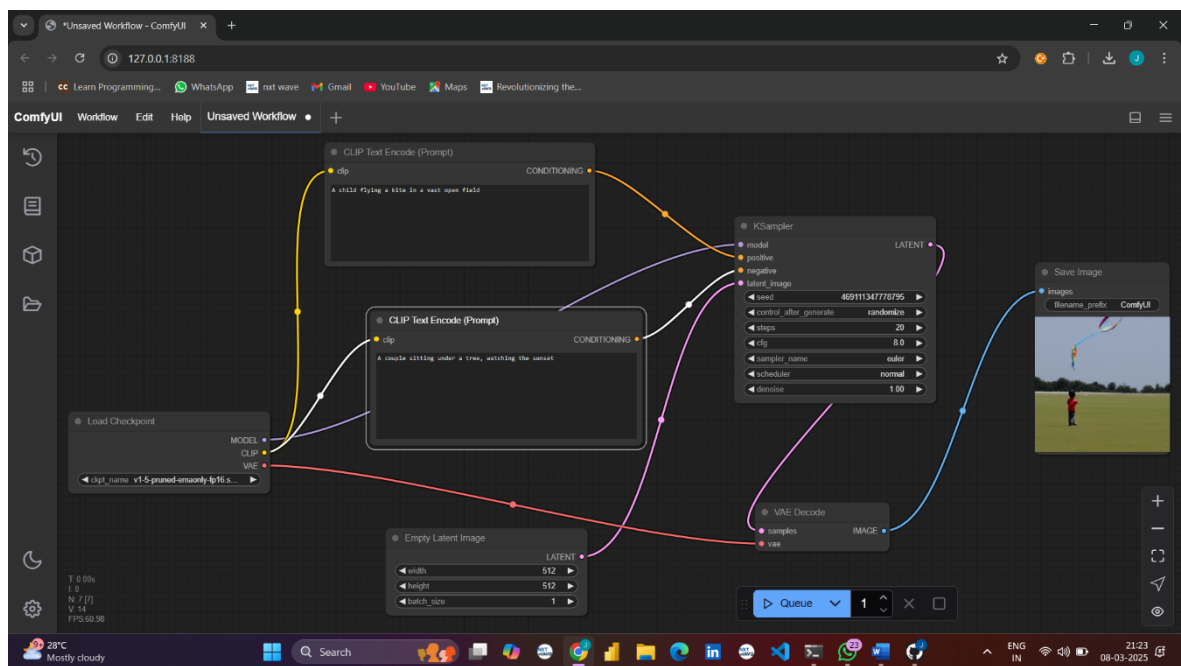 *Unsaved Workflow - ComfyUI
127.0.0.1:8188
CC Learn Programming... WhatsApp nxt wave Gmail YouTube Maps Revolutionizing the...
ComfyUI Workflow Edit Help Unsaved Workflow
CLIP Text Encode (Prompt)
clip CONDITIONING
A child flying a kite in a vast open field
KSampler
model LATENT
positive
negative
latent_image
seed 469111347778795
control_after_generate randomize
steps 20
cfg 8.0
sampler_name euler
scheduler normal
denoise 1.00
Save Image
images
filename_prefix ComfyUI
CLIP Text Encode (Prompt)
clip CONDITIONING
A couple sitting under a tree, watching the sunset
Load Checkpoint
MODEL
CLIP
VAE
ckpt_name v1-5-pruned-emaonly-fp16.s...
VAE Decode
samples IMAGE
vae
Empty Latent Image
LATENT
width 512
height 512
batch_size 1
T: 0.00s
I: 0
N: 7 [7]
V: 14
FPS:60.98
Queue 1
9+ 28°C
Mostly cloudy
Search
in
23
ENG
IN
21:23
08-03-2025